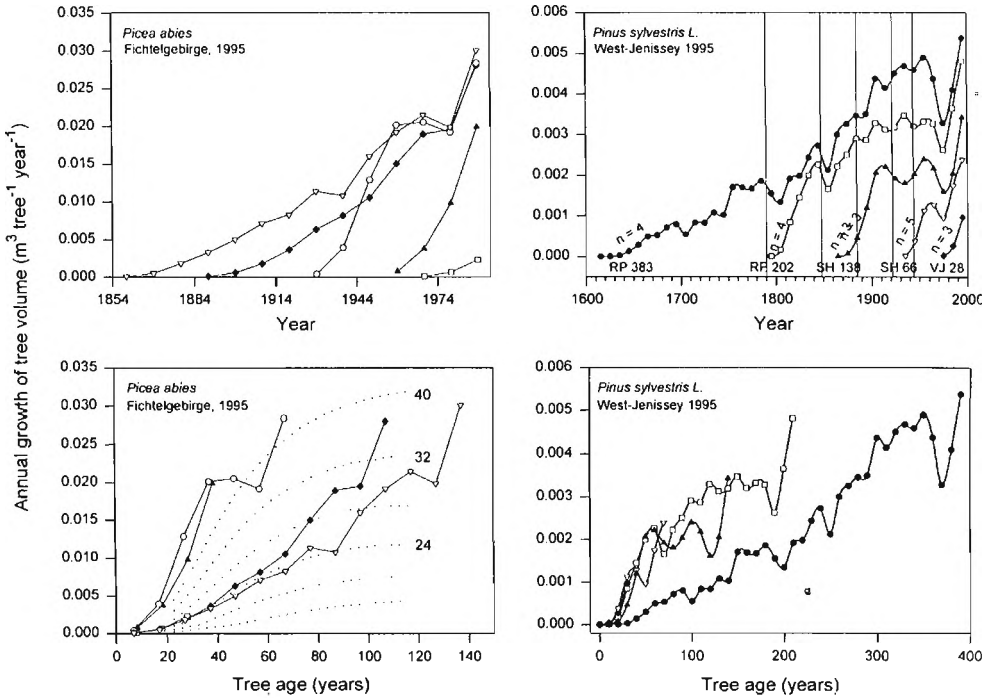 Annual growth of tree volume (m³ tree⁻¹ year⁻¹)
0.035
0.030
0.025
0.020
0.015
0.010
0.005
0.000
Picea abies
Fichtelgebirge, 1995
1854
1884
1914
1944
1974
Year
0.006
0.005
0.004
0.003
0.002
0.001
0.000
Pinus sylvestris L.
West-Jenissey 1995
n = 4
n = 4
n = 3
n = 5
n = 3
RP 383
RP 202
SH 138
SH 66
VJ 28
1600
1700
1800
1900
2000
Year
0.035
0.030
0.025
0.020
0.015
0.010
0.005
0.000
Picea abies
Fichtelgebirge, 1995
40
32
24
0
20
40
60
80
100
120
140
Tree age (years)
0.006
0.005
0.004
0.003
0.002
0.001
0.000
Pinus sylvestris L.
West-Jenissey 1995
0
100
200
300
400
Tree age (years)